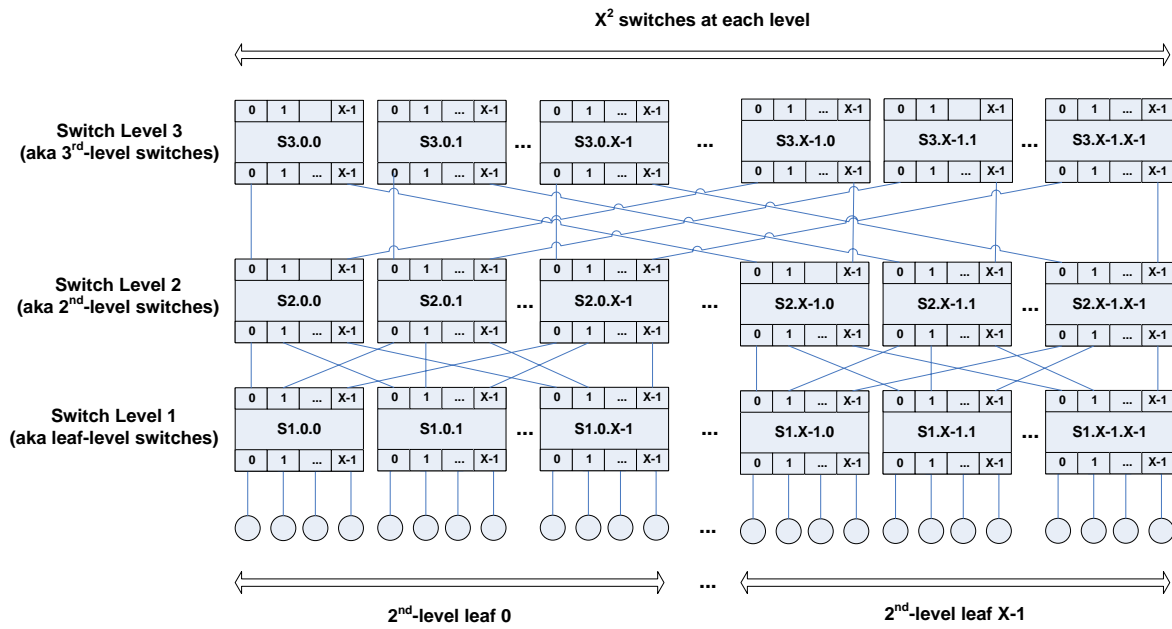 X² switches at each level
0 1 X-1 0 1 ... X-1 0 1 ... X-1 0 1 ... X-1 0 1 X-1 0 1 ... X-1
Switch Level 3
(aka 3rd-level switches)
S3.0.0 S3.0.1 ... S3.0.X-1 ... S3.X-1.0 S3.X-1.1 ... S3.X-1.X-1
0 1 ... X-1 0 1 ... X-1 0 1 ... X-1 0 1 ... X-1 0 1 ... X-1 0 1 ... X-1
0 1 X-1 0 1 ... X-1 0 1 ... X-1 0 1 ... X-1 0 1 ... X-1 0 1 ... X-1
Switch Level 2
(aka 2nd-level switches)
S2.0.0 S2.0.1 ... S2.0.X-1 ... S2.X-1.0 S2.X-1.1 ... S2.X-1.X-1
0 1 ... X-1 0 1 ... X-1 0 1 ... X-1 0 1 ... X-1 0 1 ... X-1 0 1 ... X-1
0 1 ... X-1 0 1 ... X-1 0 1 ... X-1 0 1 ... X-1 0 1 ... X-1 0 1 ... X-1
Switch Level 1
(aka leaf-level switches)
S1.0.0 S1.0.1 ... S1.0.X-1 ... S1.X-1.0 S1.X-1.1 ... S1.X-1.X-1
0 1 ... X-1 0 1 ... X-1 0 1 ... X-1 0 1 ... X-1 0 1 ... X-1 0 1 ... X-1
...
...
2nd-level leaf 0 2nd-level leaf X-1